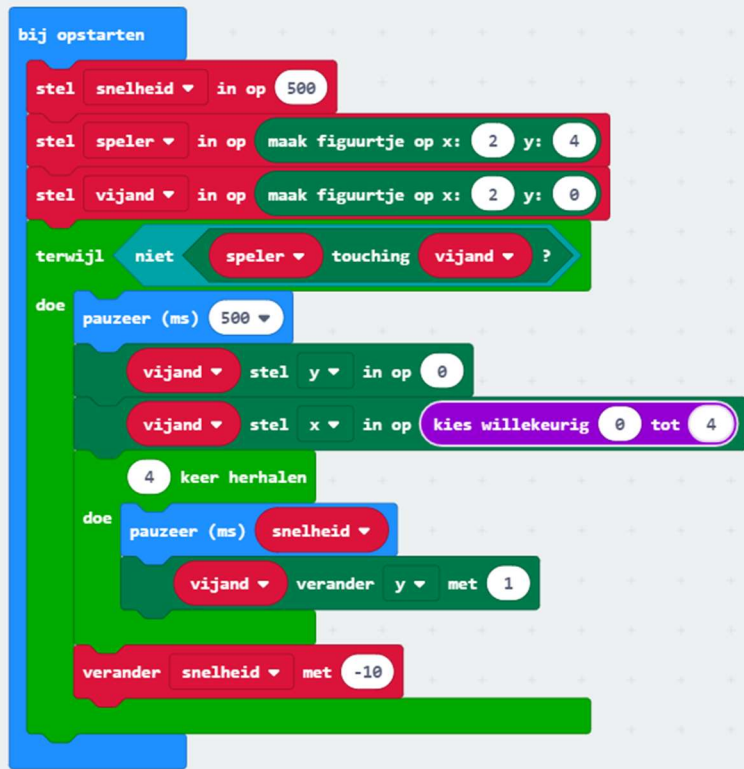 bij opstarten
stel snelheid in op 500
stel speler in op maak figuurtje op x: 2 y: 4
stel vijand in op maak figuurtje op x: 2 y: 0
terwijl niet speler touching vijand ?
doe
pauzeer (ms) 500
vijand stel y in op 0
vijand stel x in op kies willekeurig 0 tot 4
4 keer herhalen
doe
pauzeer (ms) snelheid
vijand verander y met 1
verander snelheid met -10